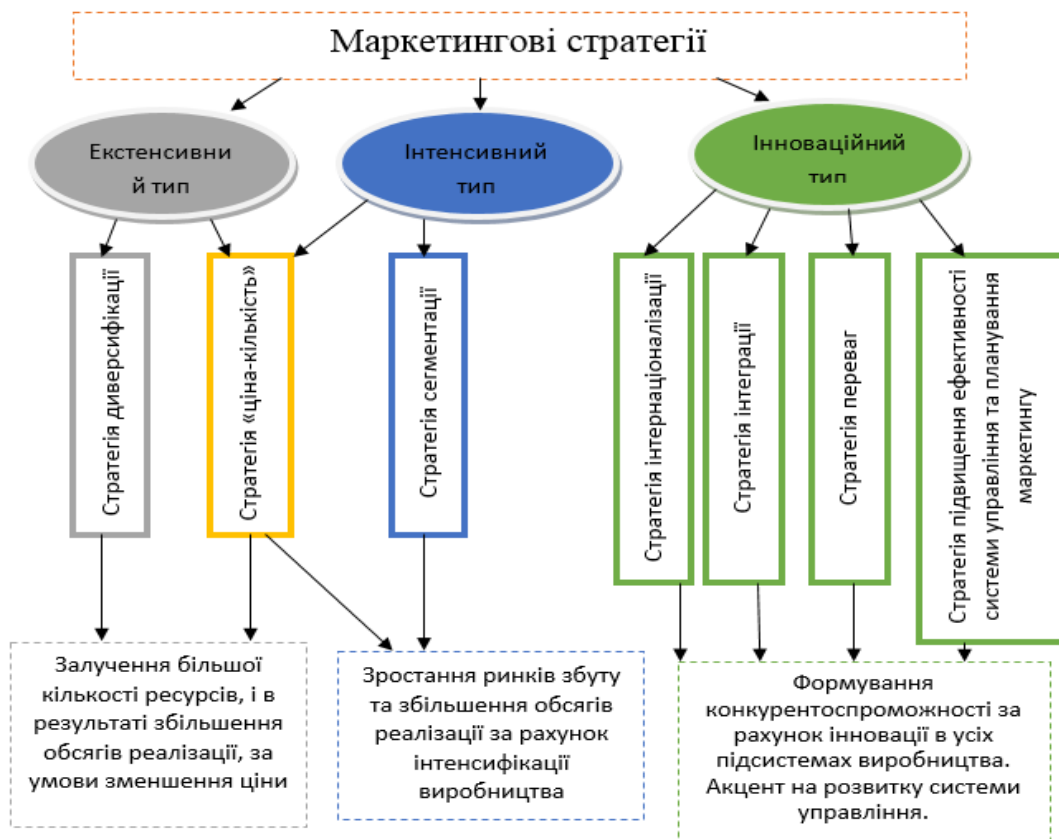 Маркетингові стратегії
Екстенсивни
й тип
Інтенсивний
тип
Інноваційний
тип
Стратегія диверсифікації
Стратегія «ціна-кількість»
Стратегія сегментації
Стратегія інтернаціоналізації
Стратегія інтеграції
Стратегія переваг
Стратегія підвищення ефективності
системи управління та планування
маркетингу
Залучення більшої
кількості ресурсів, і в
результаті збільшення
обсягів реалізації, за
умови зменшення ціни
Зростання ринків збуту
та збільшення обсягів
реалізації за рахунок
інтенсифікації
виробництва
Формування
конкурентоспроможності за
рахунок інновації в усіх
підсистемах виробництва.
Акцент на розвитку системи
управління.